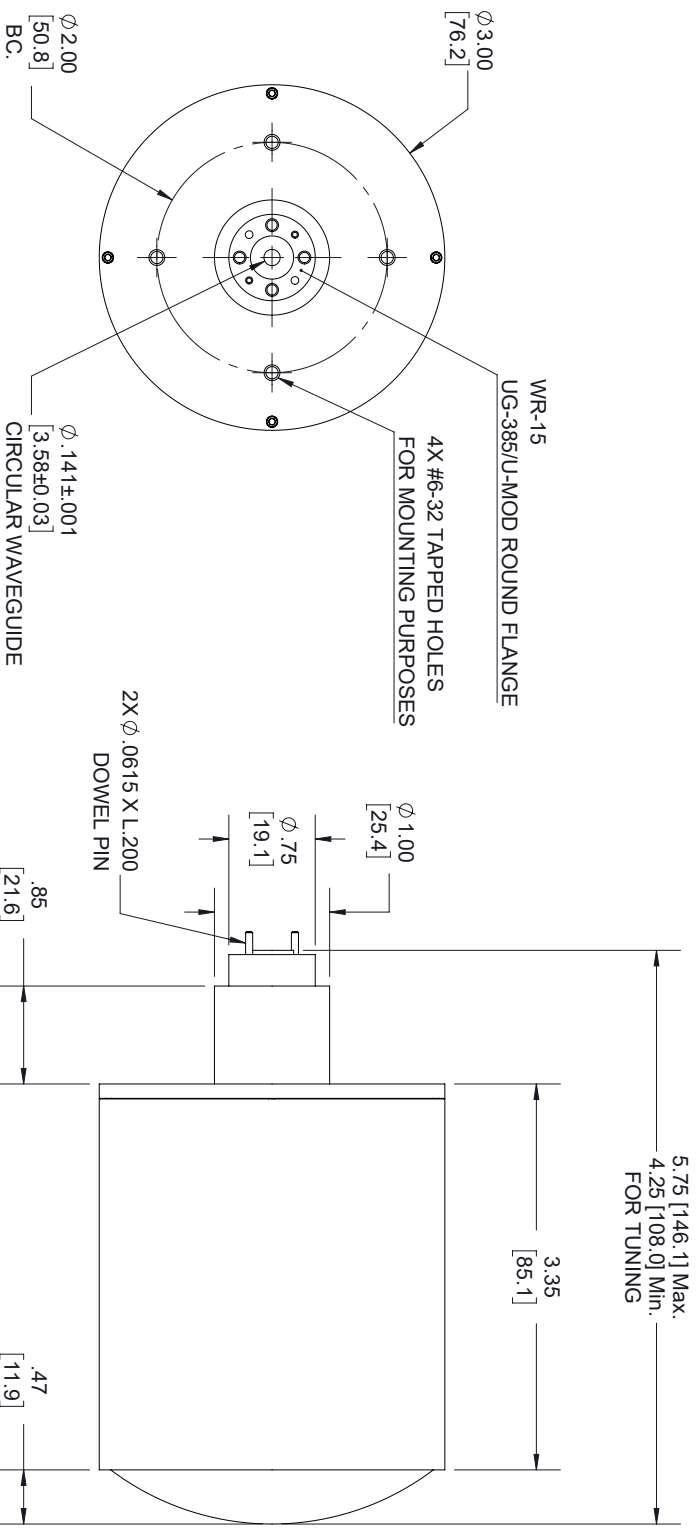 Ø 3.00
[76.2]
Ø 2.00
[50.8]
BC.
WR-15
UG-385/U-MOD ROUND FLANGE
4X #6-32 TAPPED HOLES
FOR MOUNTING PURPOSES
Ø .141±.001
[3.58±0.03]
CIRCULAR WAVEGUIDE
5.75 [146.1] Max.
4.25 [108.0] Min.
FOR TUNING
3.35
[85.1]
Ø 1.00
[25.4]
Ø .75
[19.1]
2X Ø .0615 X L.200
DOWEL PIN
.85
[21.6]
.47
[11.9]